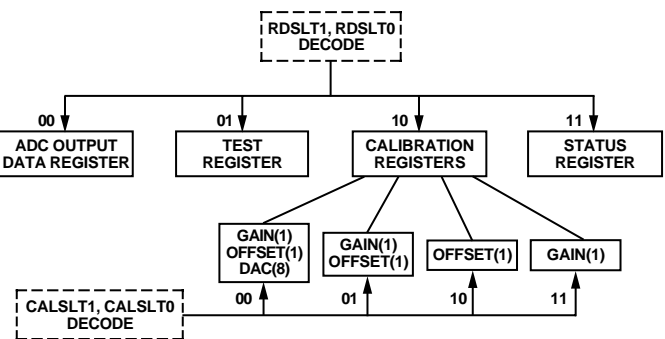 RDSLT1, RDSLT0
DECODE
00
01
10
11
ADC OUTPUT
DATA REGISTER
TEST
REGISTER
CALIBRATION
REGISTERS
STATUS
REGISTER
GAIN(1)
OFFSET(1)
DAC(8)
GAIN(1)
OFFSET(1)
OFFSET(1)
GAIN(1)
00
01
10
11
CALSLT1, CALSLT0
DECODE